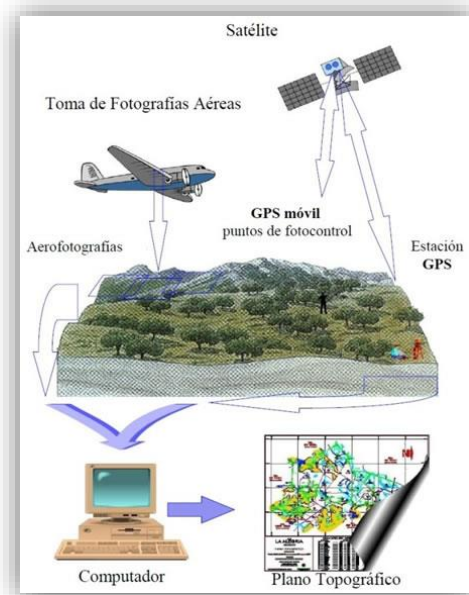 Satélite
Toma de Fotografías Aéreas
GPS móvil
puntos de fotocontrol
Aerofotografías
Estación
GPS
Computador
Plano Topográfico